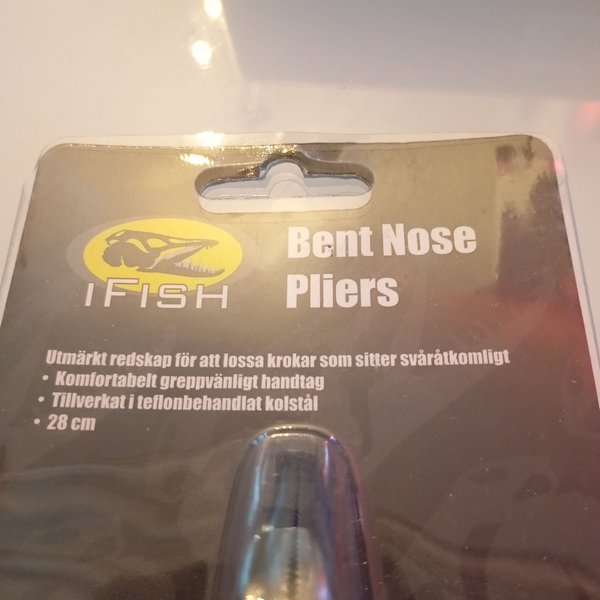 iFISH
Bent Nose
Pliers
Utmärkt redskap för att lossa krokar som sitter svåråtkomligt
• Komfortabelt greppvänligt handtag
• Tillverkat i teflonbehandlat kolstål
• 28 cm